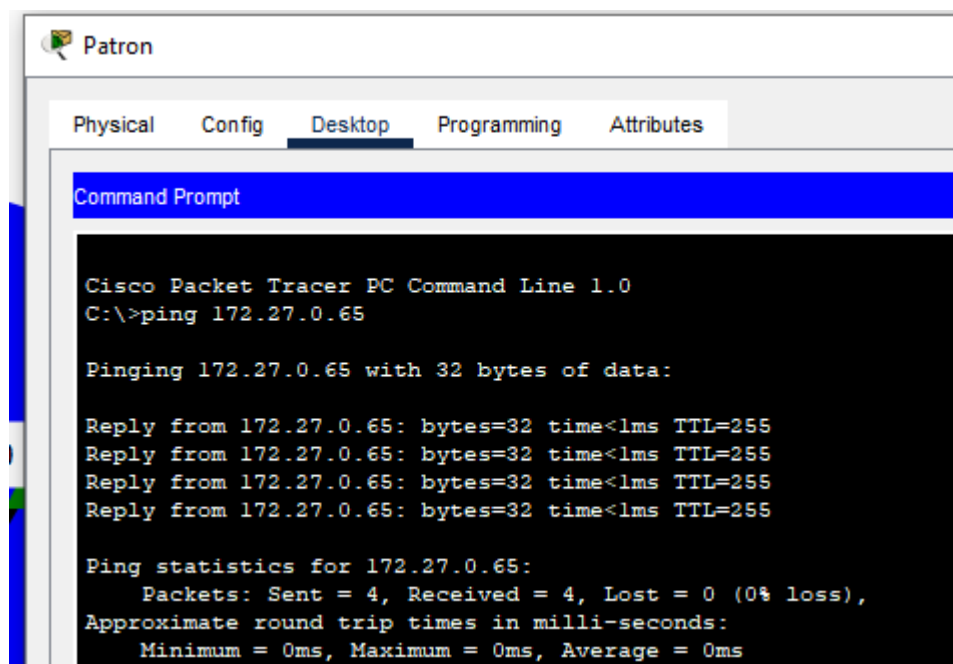 Patron
Physical Config Desktop Programming Attributes
Command Prompt
Cisco Packet Tracer PC Command Line 1.0
C:\>ping 172.27.0.65
Pinging 172.27.0.65 with 32 bytes of data:
Reply from 172.27.0.65: bytes=32 time<1ms TTL=255
Reply from 172.27.0.65: bytes=32 time<1ms TTL=255
Reply from 172.27.0.65: bytes=32 time<1ms TTL=255
Reply from 172.27.0.65: bytes=32 time<1ms TTL=255
Ping statistics for 172.27.0.65:
Packets: Sent = 4, Received = 4, Lost = 0 (0% loss),
Approximate round trip times in milli-seconds:
Minimum = 0ms, Maximum = 0ms, Average = 0ms